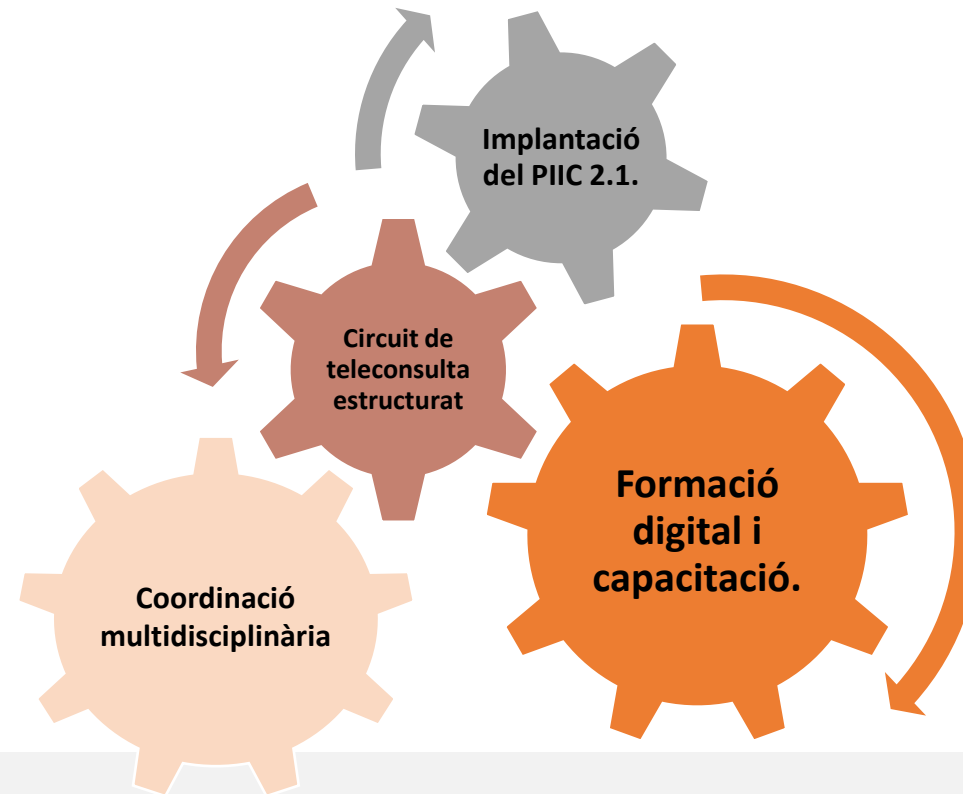 Implantació
del PIIC 2.1.
Circuit de
teleconsulta
estructurat
Formació
digital i
capacitació.
Coordinació
multidisciplinària